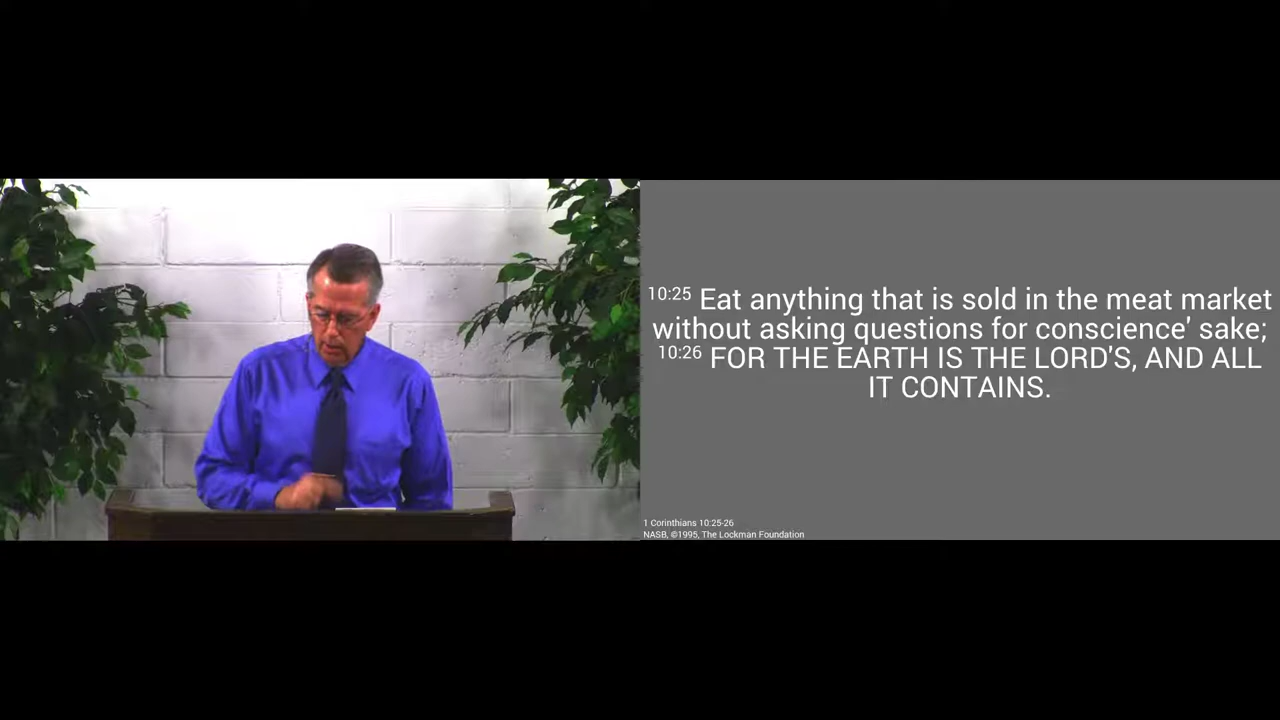 10:25 Eat anything that is sold in the meat market
without asking questions for conscience' sake;
10:26 FOR THE EARTH IS THE LORD'S, AND ALL
IT CONTAINS.
1 Corinthians 10:25-26
NASB, ©1995, The Lockman Foundation